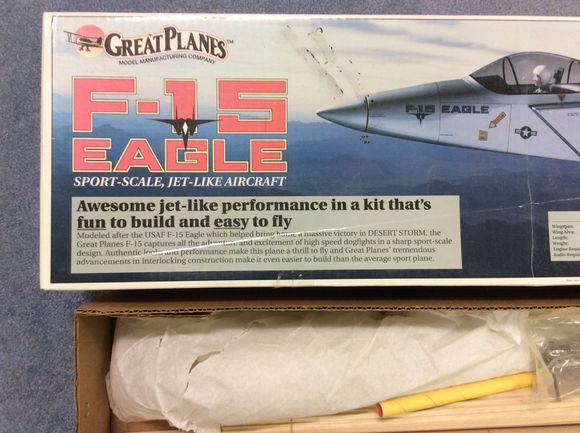 GREAT PLANES™
MODEL MANUFACTURING COMPANY
F-15
EAGLE
SPORT-SCALE, JET-LIKE AIRCRAFT
F-15 EAGLE
Awesome jet-like performance in a kit that's
fun to build and easy to fly
Modeled after the USAF F-15 Eagle which helped bring home a massive victory in DESERT STORM, the
Great Planes F-15 captures all the adventure and excitement of high speed dogfights in a sharp sport-scale
design. Authentic looks and performance make this plane a thrill to fly and Great Planes' tremendous
advancements in interlocking construction make it even easier to build than the average sport plane.
Wingspan:
Wing Area:
Length:
Weight:
Engine Requi
Radio Requi